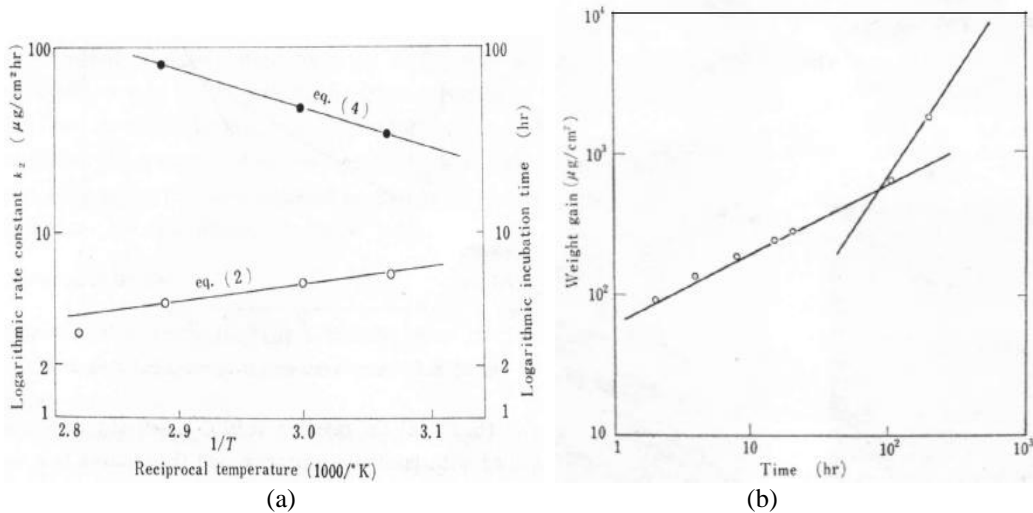 Logarithmic rate constant k₂ (μg/cm²hr)
100
10
2
1
eq. (4)
eq. (2)
100
10
2
1
Logarithmic incubation time (hr)
2.8
2.9
3.0
3.1
1/T
Reciprocal temperature (1000/°K)
(a)
Weight gain (μg/cm²)
10⁴
10³
10²
10
1
10
10²
10³
Time (hr)
(b)